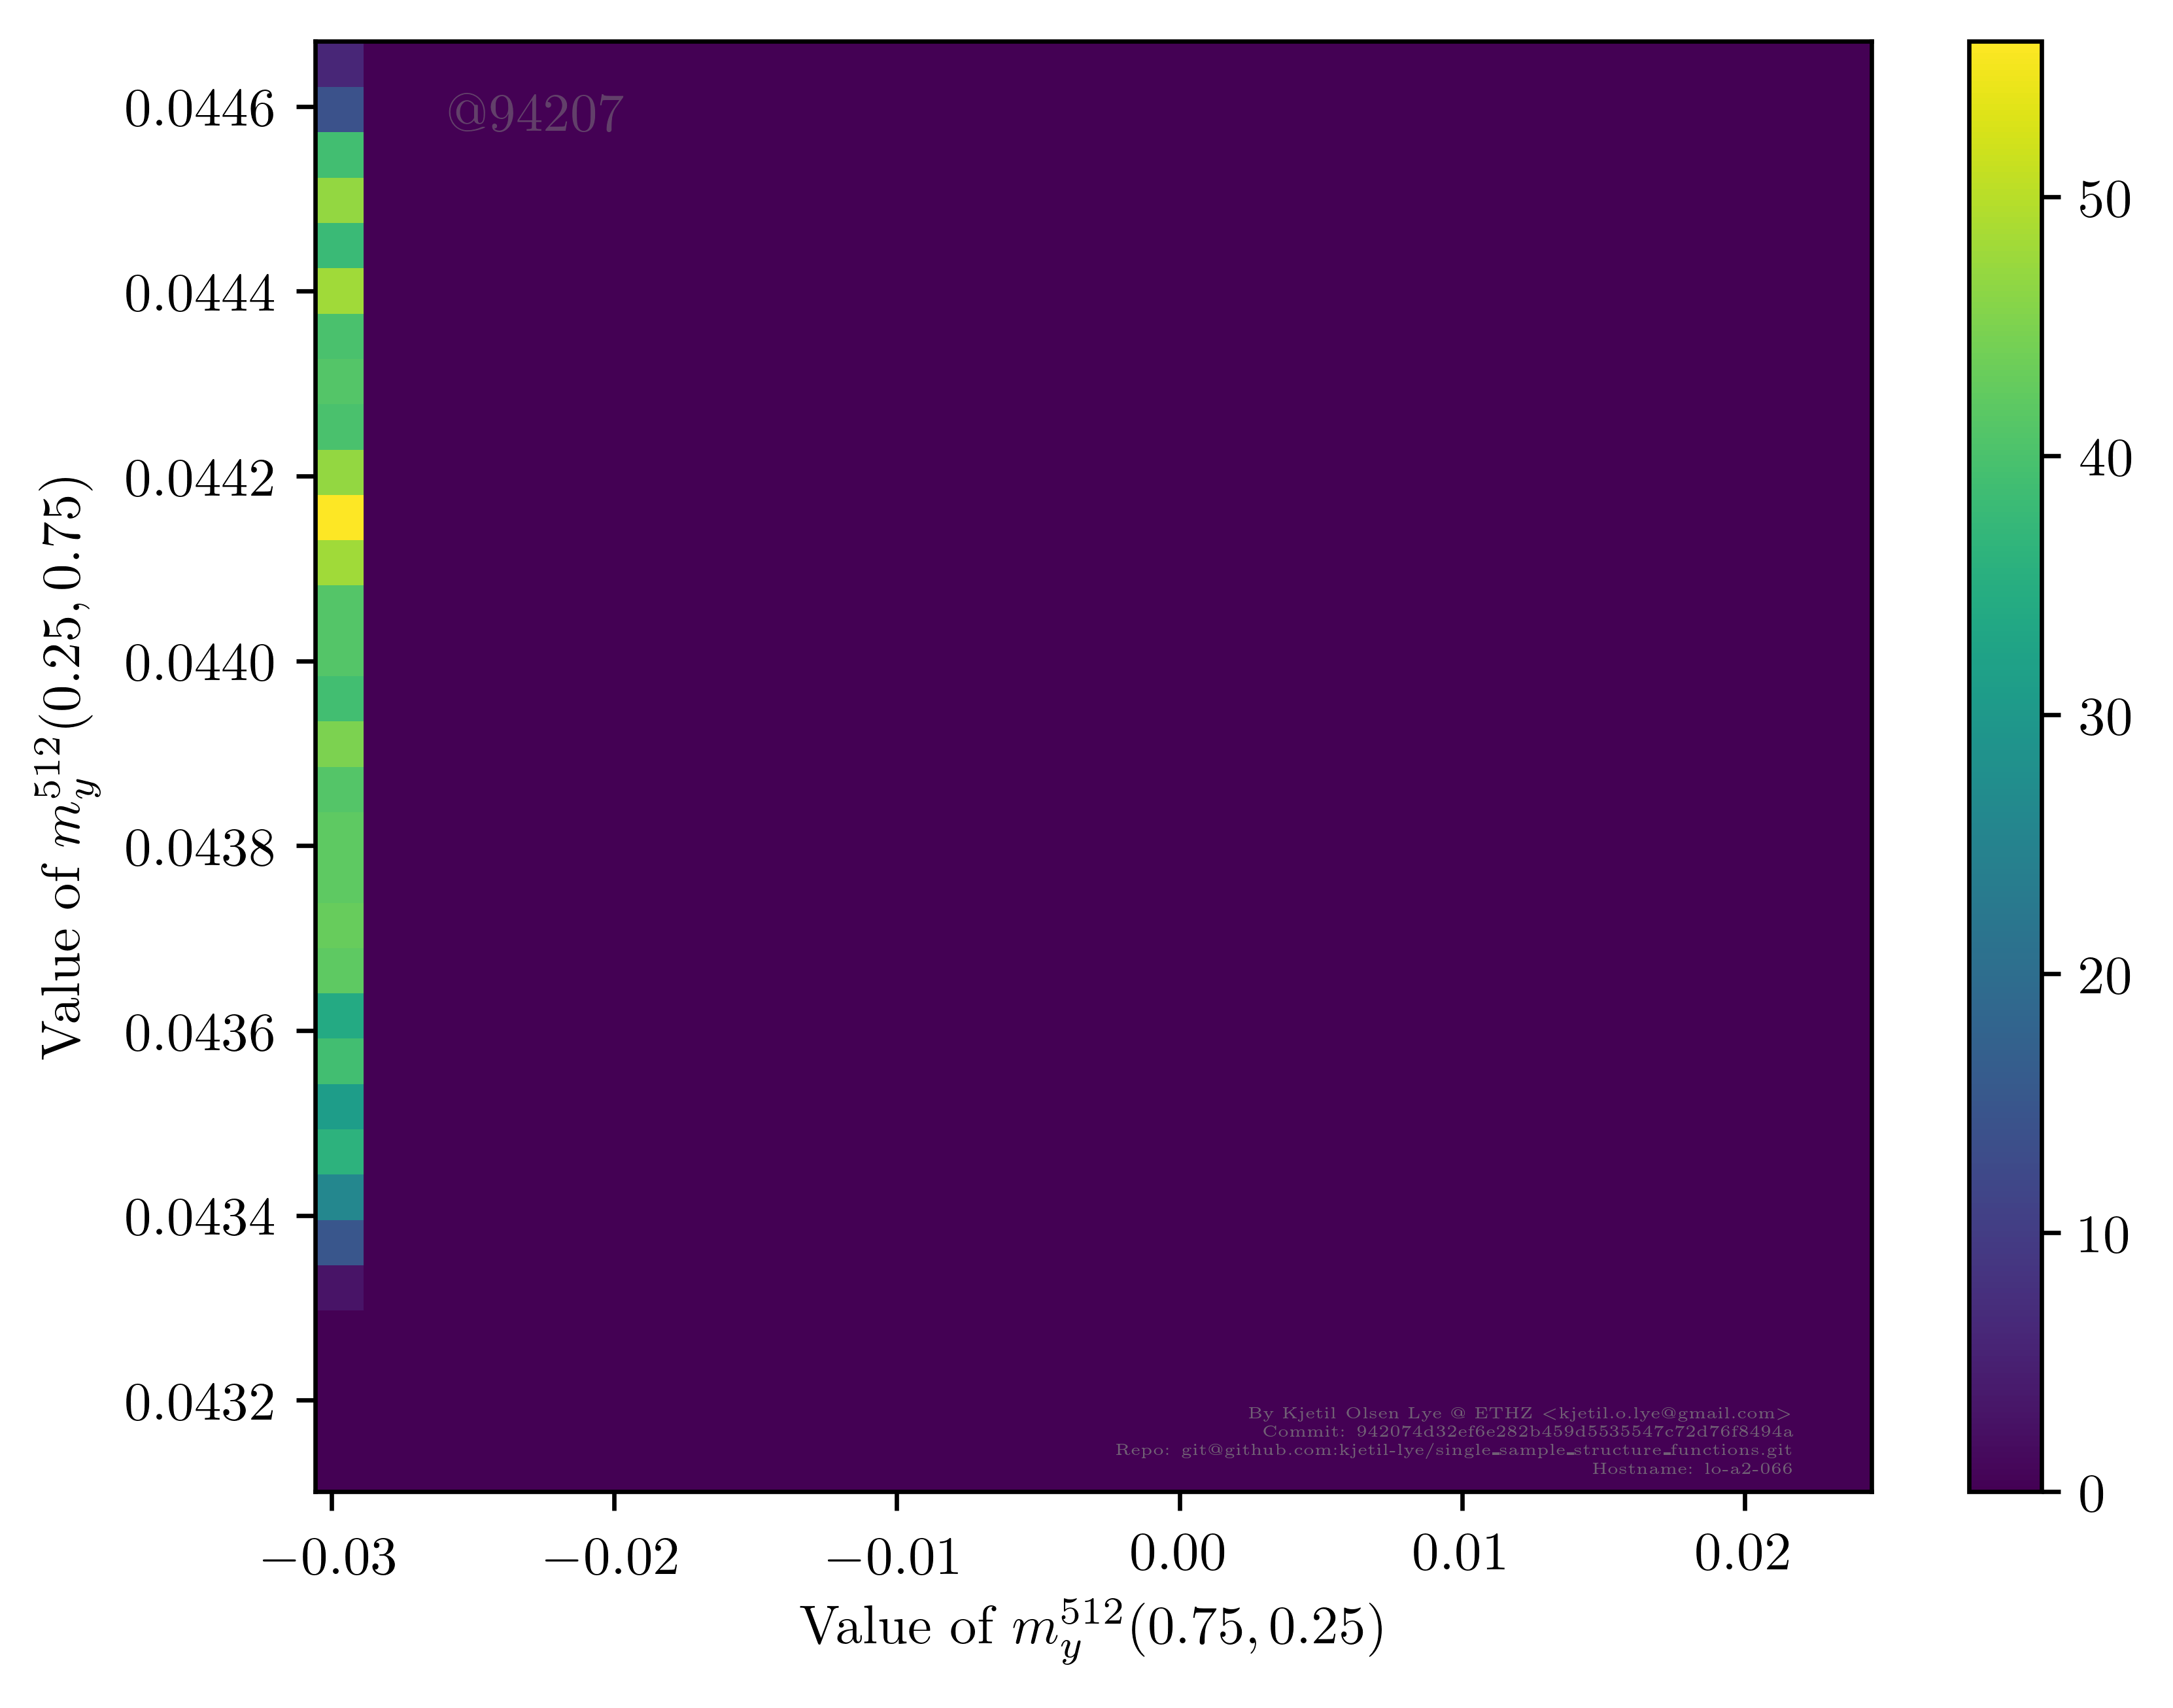 @94207
0.0446
0.0444
0.0442
0.0440
0.0438
0.0436
0.0434
0.0432
Value of $m_y^{512}(0.25, 0.75)$
50
40
30
20
10
0
By Kjetil Olsen Lye @ ETHZ <kjetil.o.lye@gmail.com>
Commit: 942074d32ef6e282b459d5535547c72d76f8494a
Repo: git@github.com:kjetil-lye/single_sample_structure_functions.git
Hostname: lo-a2-066
−0.03 −0.02 −0.01 0.00 0.01 0.02
Value of $m_y^{512}(0.75, 0.25)$